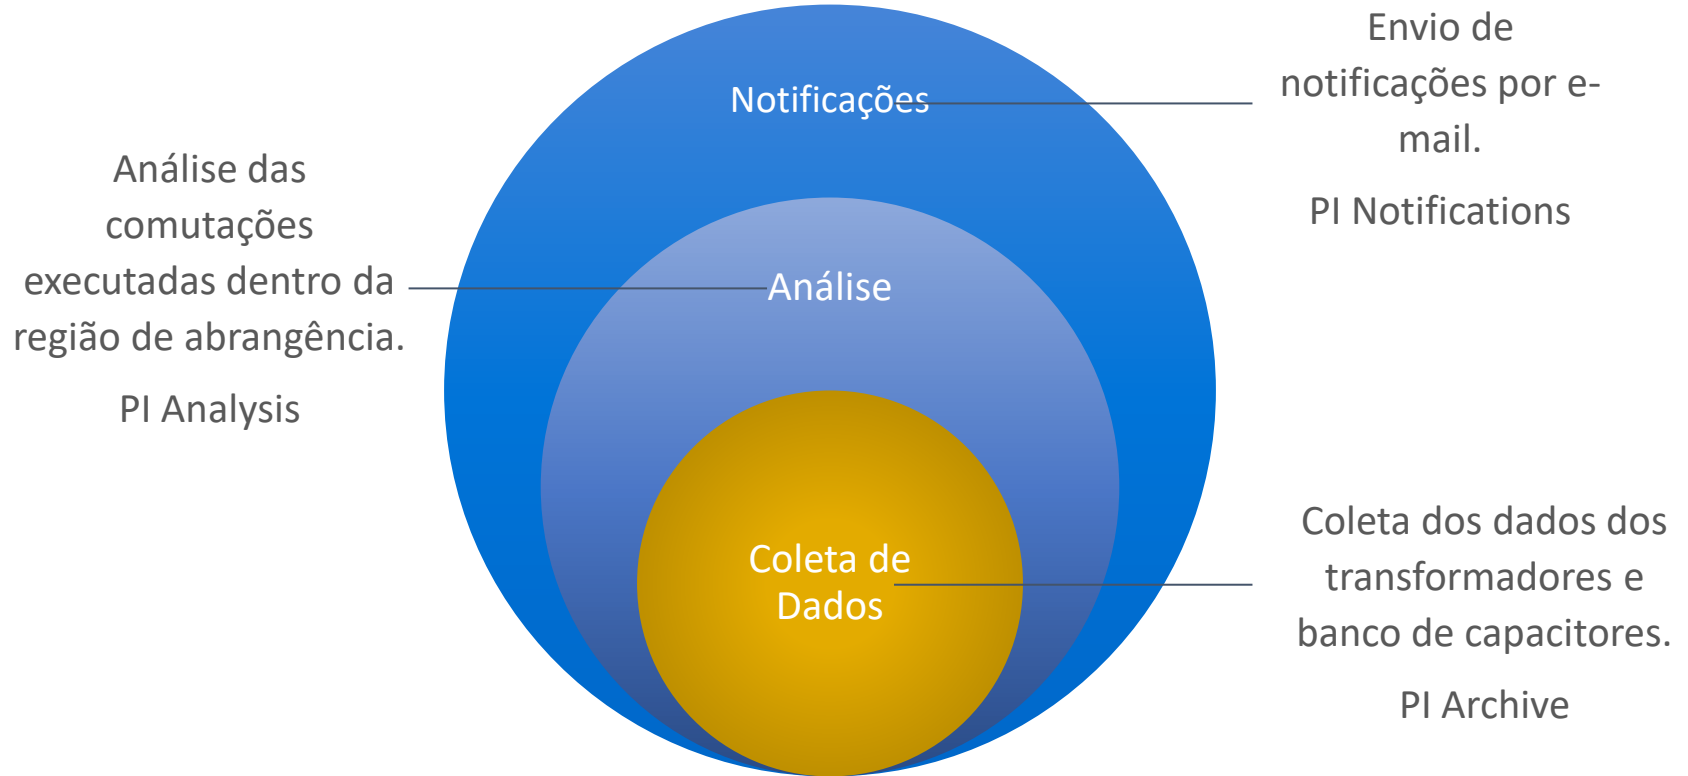 Notificações
Envio de
notificações por e-
mail.
PI Notifications
Análise das
comutações
executadas dentro da
região de abrangência.
PI Analysis
Análise
Coleta de
Dados
Coleta dos dados dos
transformadores e
banco de capacitores.
PI Archive